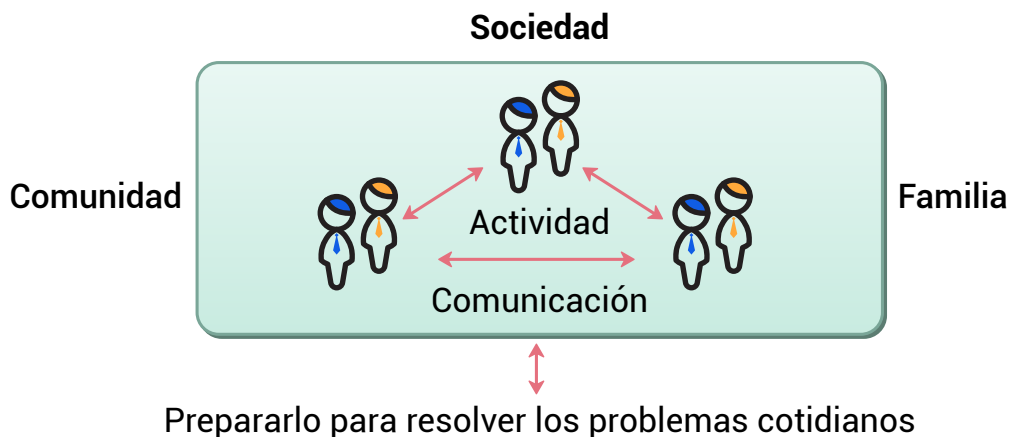 Sociedad
Comunidad
Familia
Actividad
Comunicación
Prepararlo para resolver los problemas cotidianos